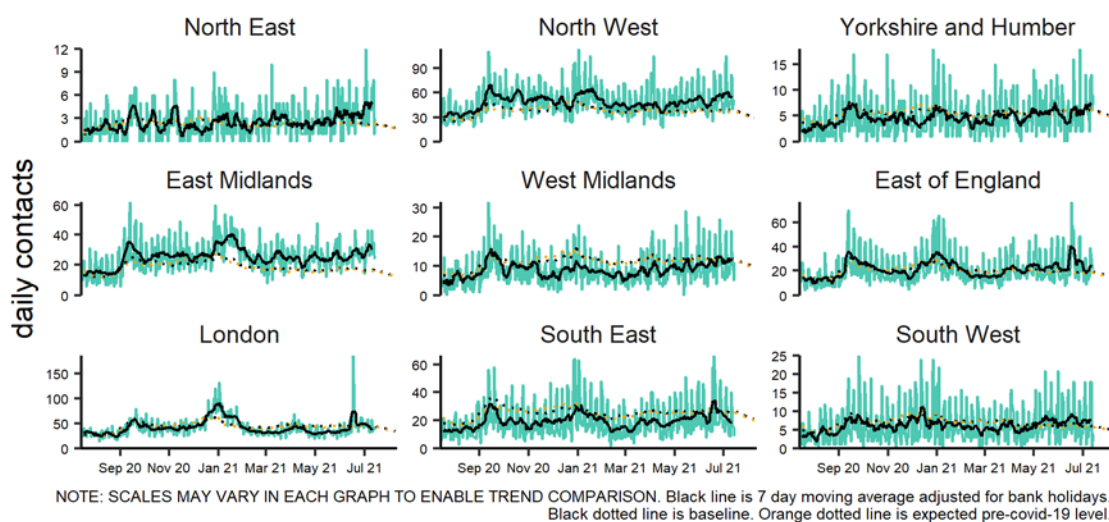 North East
North West
Yorkshire and Humber
12
9
6
3
0
90
60
30
0
15
10
5
0
daily contacts
East Midlands
West Midlands
East of England
60
40
20
0
30
20
10
0
60
40
20
0
London
South East
South West
150
100
50
0
60
40
20
0
25
20
15
10
5
0
Sep 20 Nov 20 Jan 21 Mar 21 May 21 Jul 21
Sep 20 Nov 20 Jan 21 Mar 21 May 21 Jul 21
Sep 20 Nov 20 Jan 21 Mar 21 May 21 Jul 21
NOTE: SCALES MAY VARY IN EACH GRAPH TO ENABLE TREND COMPARISON. Black line is 7 day moving average adjusted for bank holidays.
Black dotted line is baseline. Orange dotted line is expected pre-covid-19 level.